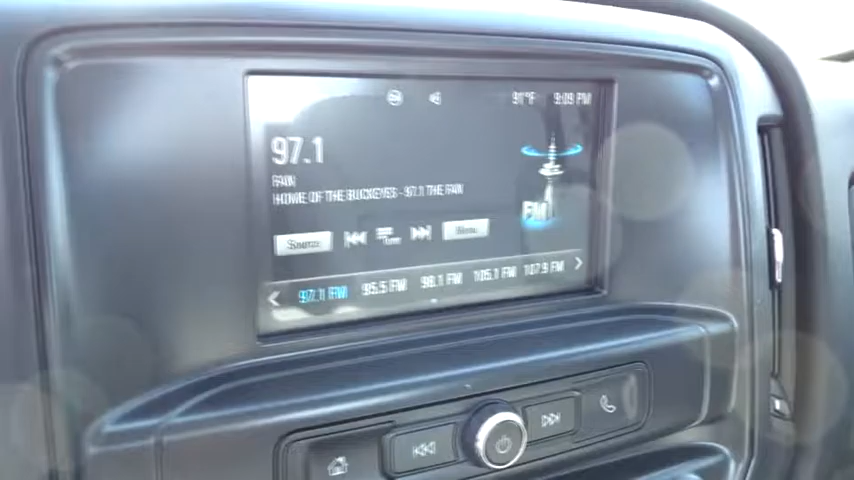 91°F 9:09 PM
97.1
FAN
HOME OF THE BUCKEYES - 97.1 THE FAN
FM
Source Tune Menu
97.1 FM 95.5 FM 98.1 FM 105.1 FM 107.9 FM